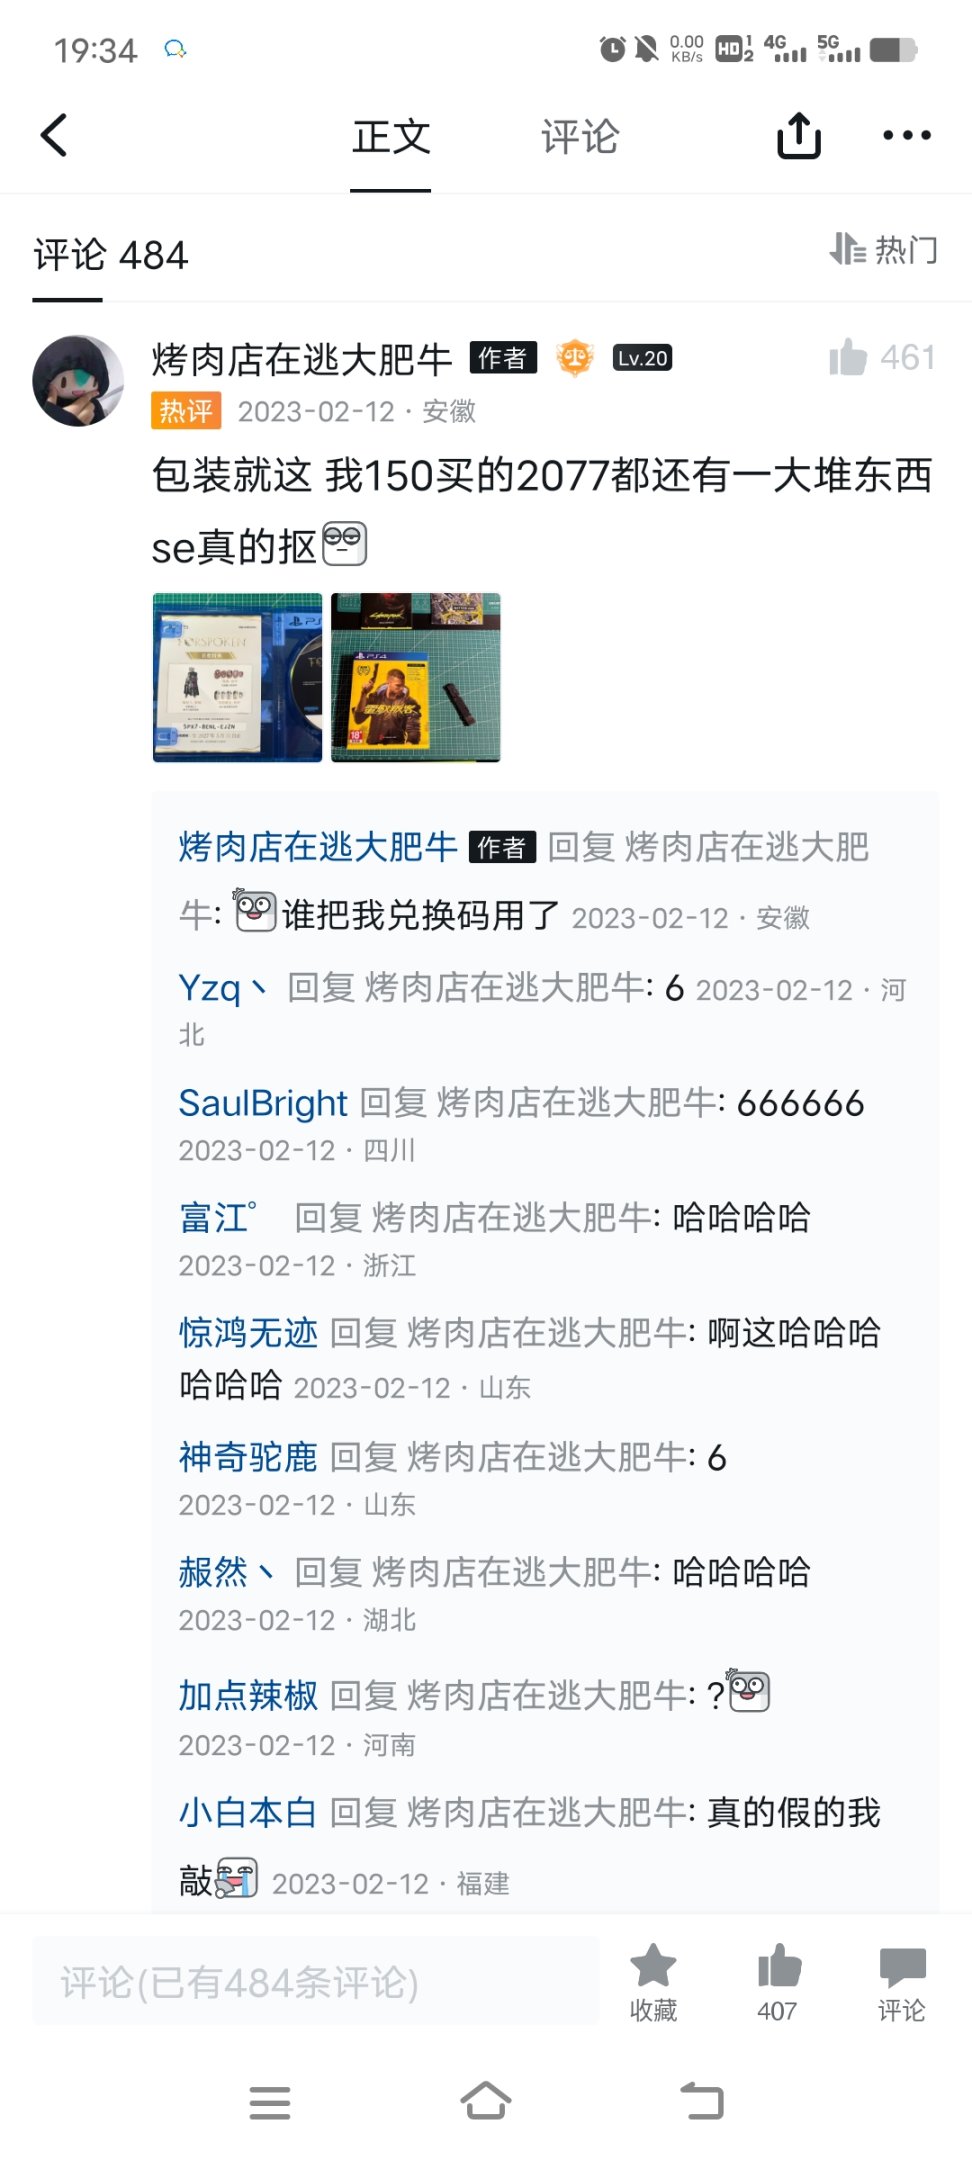 19:34
0.00 KB/s HD 1 2 4G 5G
正文 评论
评论 484 热门
烤肉店在逃大肥牛 作者 Lv.20 461
热评 2023-02-12 · 安徽
包装就这 我150买的2077都还有一大堆东西
se真的抠
FORSPOKEN
PS4
18
烤肉店在逃大肥牛 作者 回复 烤肉店在逃大肥
牛: 谁把我兑换码用了 2023-02-12 · 安徽
Yzq丶 回复 烤肉店在逃大肥牛: 6 2023-02-12 · 河
北
SaulBright 回复 烤肉店在逃大肥牛: 666666
2023-02-12 · 四川
富江° 回复 烤肉店在逃大肥牛: 哈哈哈哈
2023-02-12 · 浙江
惊鸿无迹 回复 烤肉店在逃大肥牛: 啊这哈哈哈
哈哈哈 2023-02-12 · 山东
神奇驼鹿 回复 烤肉店在逃大肥牛: 6
2023-02-12 · 山东
赧然丶 回复 烤肉店在逃大肥牛: 哈哈哈哈
2023-02-12 · 湖北
加点辣椒 回复 烤肉店在逃大肥牛: ?
2023-02-12 · 河南
小白本白 回复 烤肉店在逃大肥牛: 真的假的我
敲 2023-02-12 · 福建
评论(已有484条评论)
收藏 407 评论